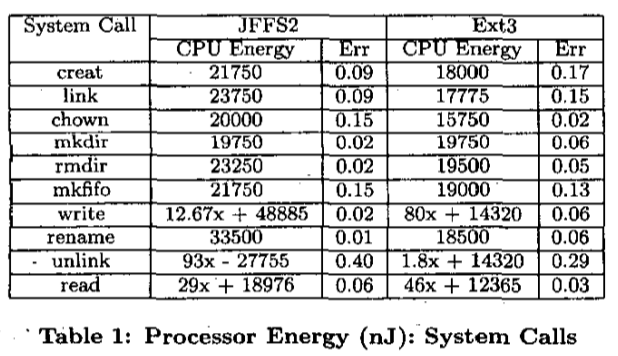 System Call JFFS2 Ext3
CPU Energy Err CPU Energy Err
creat 21750 0.09 18000 0.17
link 23750 0.09 17775 0.15
chown 20000 0.15 15750 0.02
mkdir 19750 0.02 19750 0.06
rmdir 23250 0.02 19500 0.05
mkfifo 21750 0.15 19000 0.13
write 12.67x + 48885 0.02 80x + 14320 0.06
rename 33500 0.01 18500 0.06
unlink 93x - 27755 0.40 1.8x + 14320 0.29
read 29x + 18976 0.06 46x + 12365 0.03
Table 1: Processor Energy (nJ): System Calls